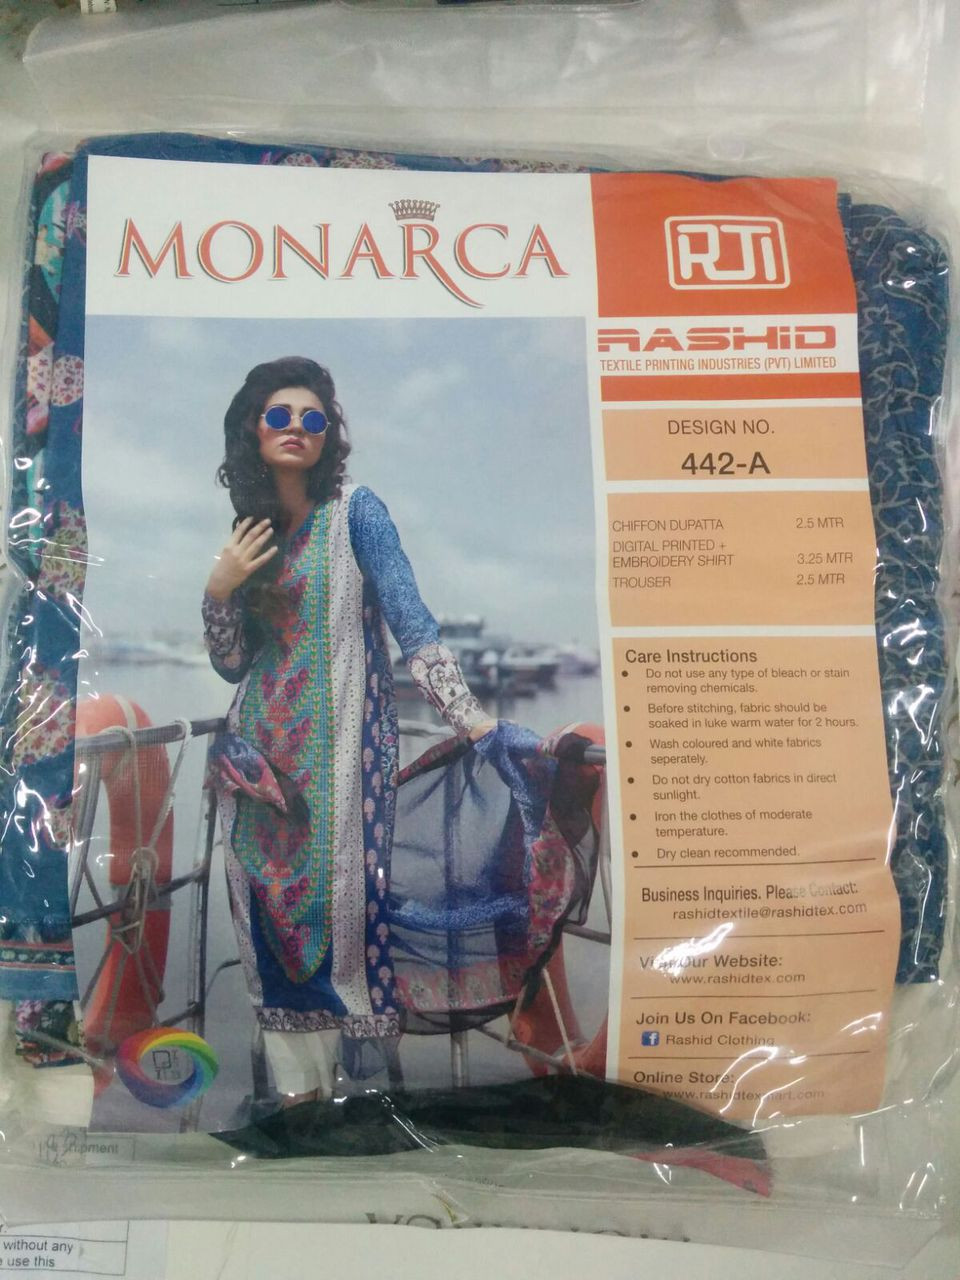 MONARCA
RTI
RASHiD
TEXTILE PRINTING INDUSTRIES (PVT) LIMITED
DESIGN NO.
442-A
CHIFFON DUPATTA 2.5 MTR
DIGITAL PRINTED +
EMBROIDERY SHIRT 3.25 MTR
TROUSER 2.5 MTR
Care Instructions
Do not use any type of bleach or stain
removing chemicals.
Before stitching, fabric should be
soaked in luke warm water for 2 hours.
Wash coloured and white fabrics
seperately.
Do not dry cotton fabrics in direct
sunlight.
Iron the clothes of moderate
temperature.
Dry clean recommended.
Business Inquiries. Please Contact:
rashidtextile@rashidtex.com
Visit Our Website:
www.rashidtex.com
Join Us On Facebook:
f Rashid Clothing
Online Store:
without any
use this